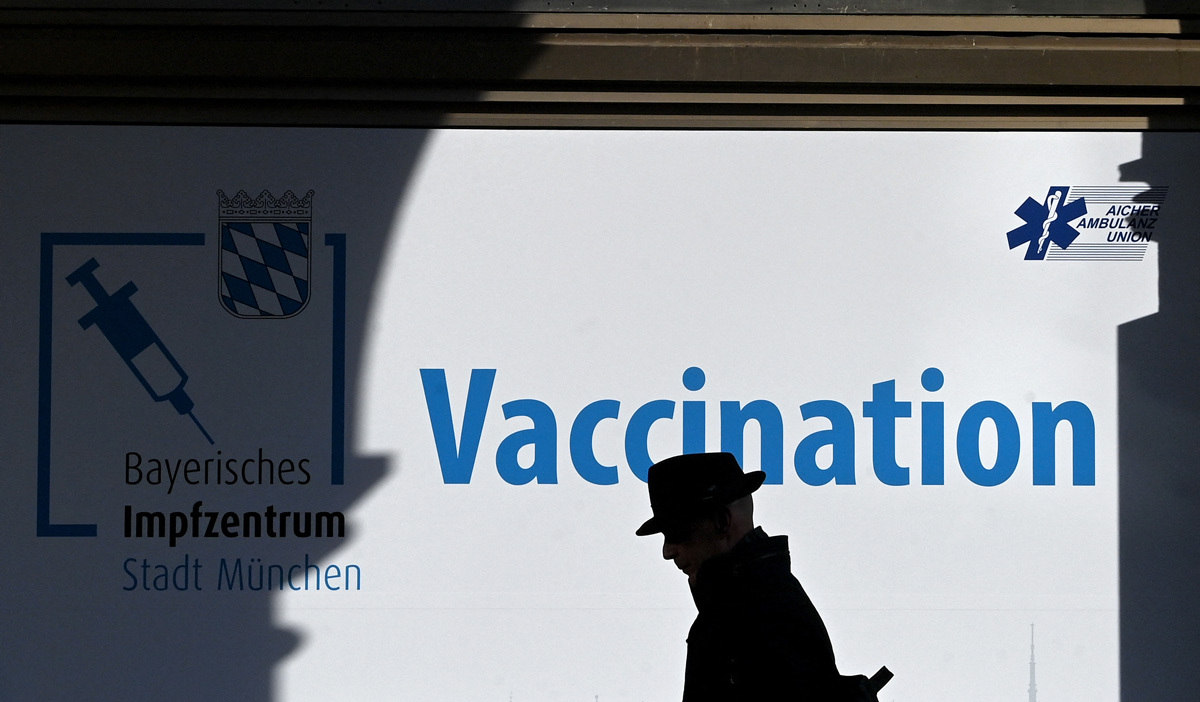 Bayerisches
Impfzentrum
Stadt München
Vaccination
AICHER
AMBULANZ
UNION